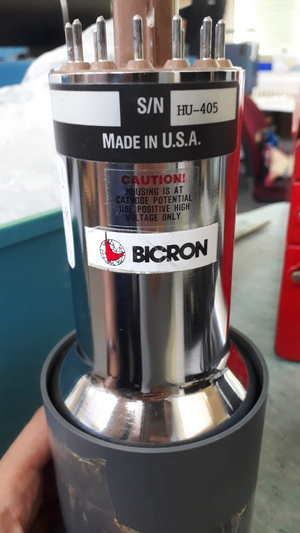 S/N HU-405
MADE IN U.S.A.
CAUTION!
HOUSING IS AT
CATHODE POTENTIAL
USE POSITIVE HIGH
VOLTAGE ONLY
BICRON